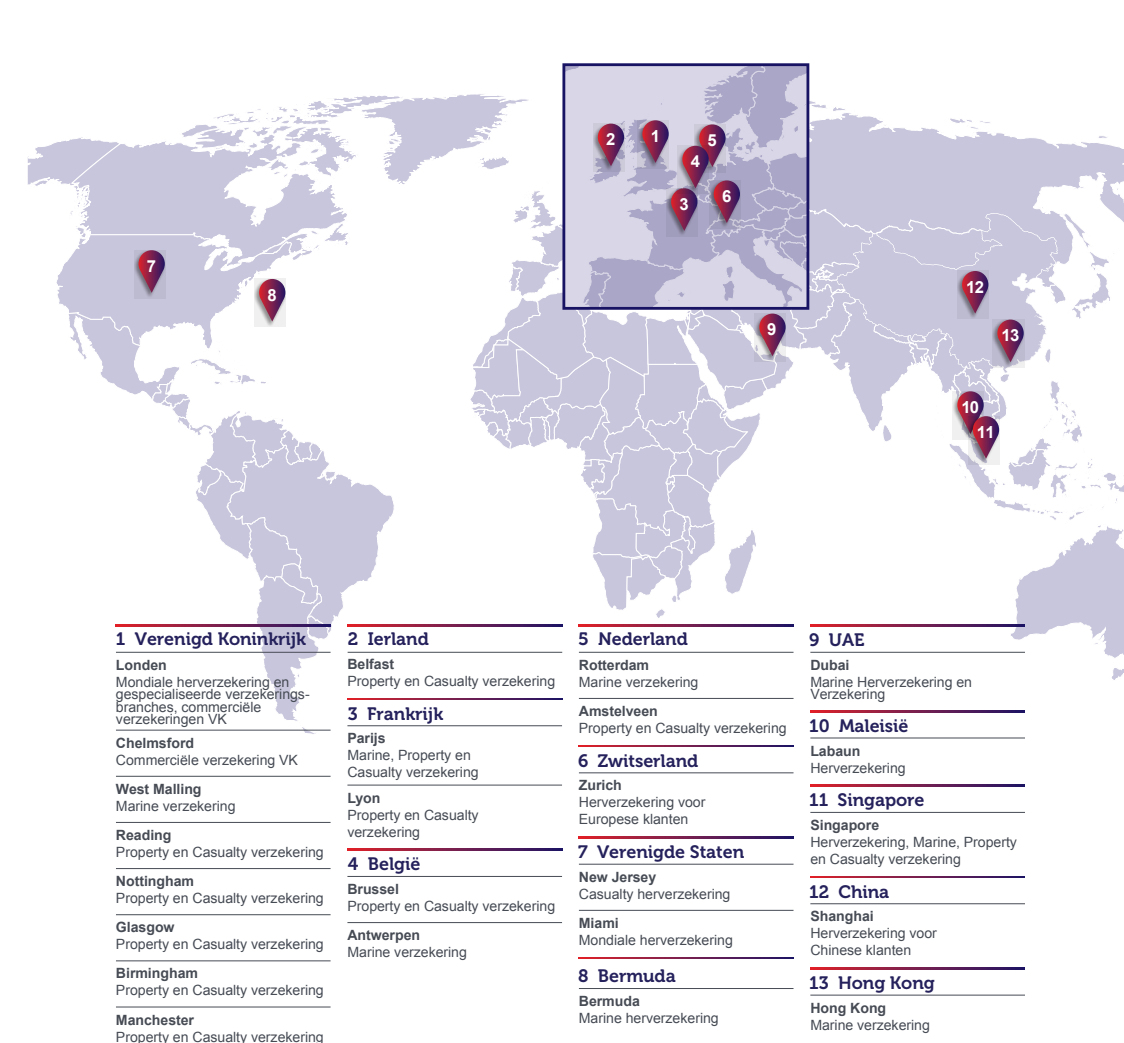 2
1
5
4
6
3
7
8
9
12
13
10
11
1 Verenigd Koninkrijk
Londen
Mondiale herverzekering en
gespecialiseerde verzekerings-
branches, commerciële
verzekeringen VK
Chelmsford
Commerciële verzekering VK
West Malling
Marine verzekering
Reading
Property en Casualty verzekering
Nottingham
Property en Casualty verzekering
Glasgow
Property en Casualty verzekering
Birmingham
Property en Casualty verzekering
Manchester
Property en Casualty verzekering
2 Ierland
Belfast
Property en Casualty verzekering
3 Frankrijk
Parijs
Marine, Property en
Casualty verzekering
Lyon
Property en Casualty
verzekering
4 België
Brussel
Property en Casualty verzekering
Antwerpen
Marine verzekering
5 Nederland
Rotterdam
Marine verzekering
Amstelveen
Property en Casualty verzekering
6 Zwitserland
Zurich
Herverzekering voor
Europese klanten
7 Verenigde Staten
New Jersey
Casualty herverzekering
Miami
Mondiale herverzekering
8 Bermuda
Bermuda
Marine herverzekering
9 UAE
Dubai
Marine Herverzekering en
Verzekering
10 Maleisië
Labaun
Herverzekering
11 Singapore
Singapore
Herverzekering, Marine, Property
en Casualty verzekering
12 China
Shanghai
Herverzekering voor
Chinese klanten
13 Hong Kong
Hong Kong
Marine verzekering